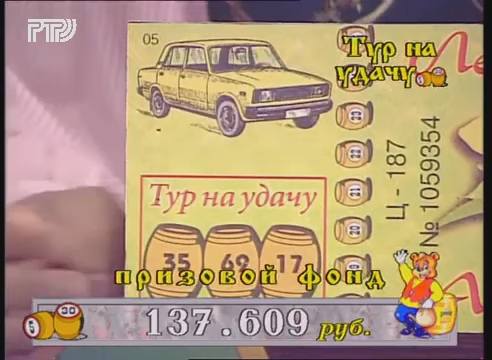 РТР
05
Тур на
удачу
Ле
Ц - 187
№ 1059354
Тур на удачу
35 69 17
призовой фонд
137.609 руб.